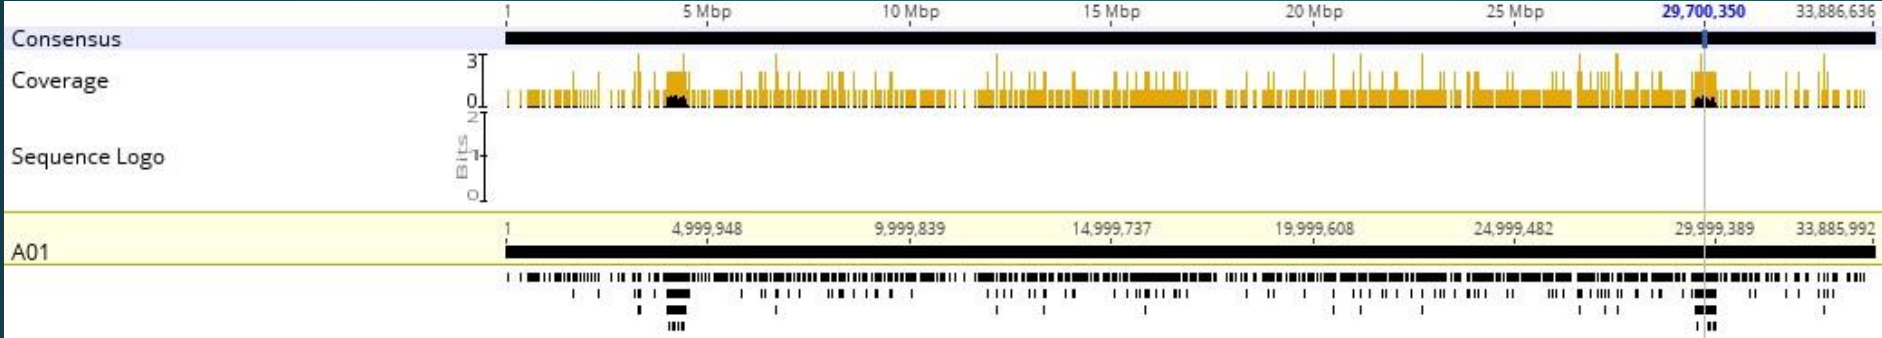 1 5 Mbp 10 Mbp 15 Mbp 20 Mbp 25 Mbp 29,700,350 33,886,636
Consensus
Coverage
3
0
Sequence Logo
Bits
2
1
0
1 4,999,948 9,999,839 14,999,737 19,999,608 24,999,482 29,999,389 33,885,992
A01